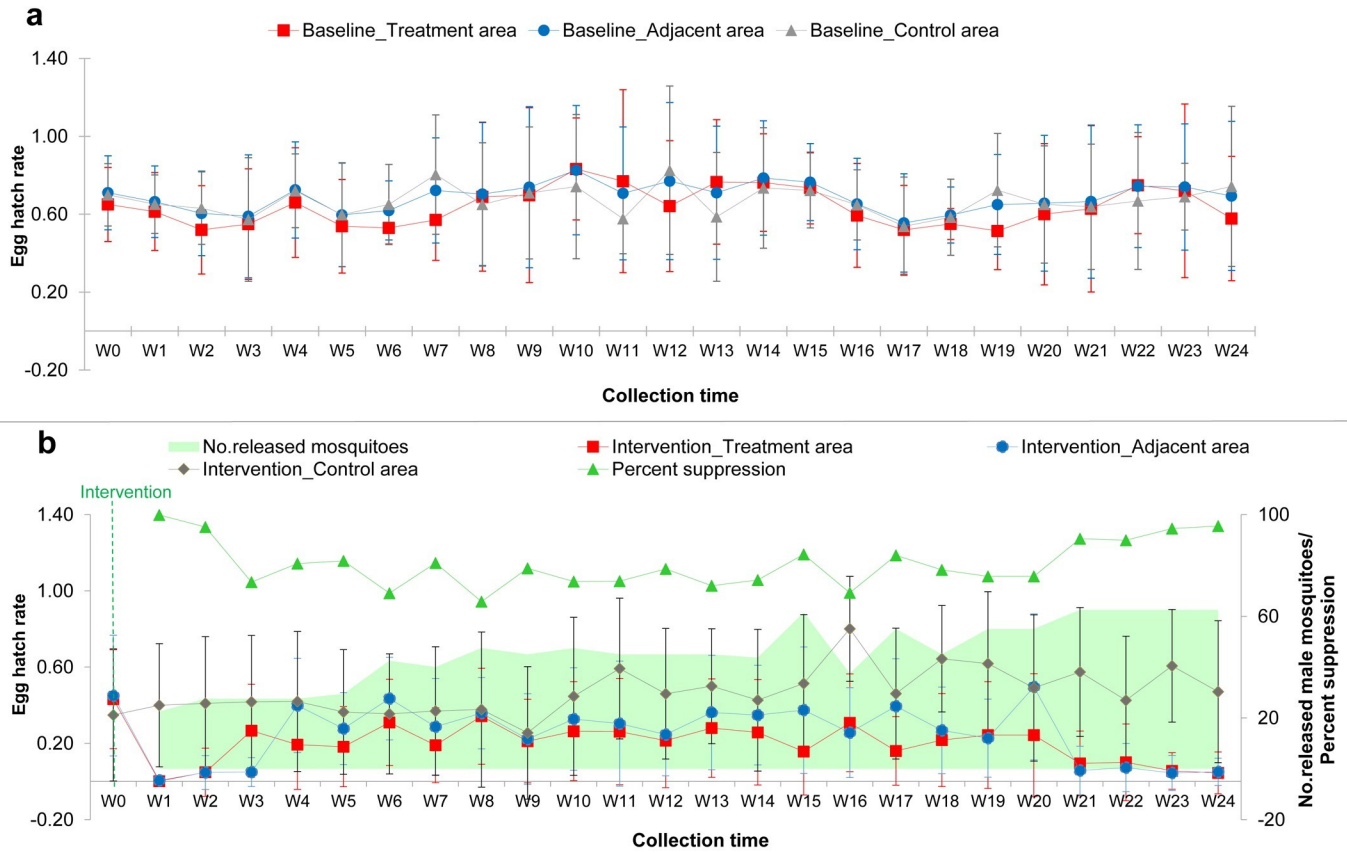 a
Baseline_Treatment area Baseline_Adjacent area Baseline_Control area
1.40
1.00
0.60
0.20
-0.20
Egg hatch rate
W0 W1 W2 W3 W4 W5 W6 W7 W8 W9 W10 W11 W12 W13 W14 W15 W16 W17 W18 W19 W20 W21 W22 W23 W24
Collection time
b
No.released mosquitoes Intervention_Treatment area Intervention_Adjacent area
Intervention_Control area Percent suppression
Intervention
1.40
1.00
0.60
0.20
-0.20
Egg hatch rate
100
60
20
-20
No.released male mosquitoes/
Percent suppression
W0 W1 W2 W3 W4 W5 W6 W7 W8 W9 W10 W11 W12 W13 W14 W15 W16 W17 W18 W19 W20 W21 W22 W23 W24
Collection time